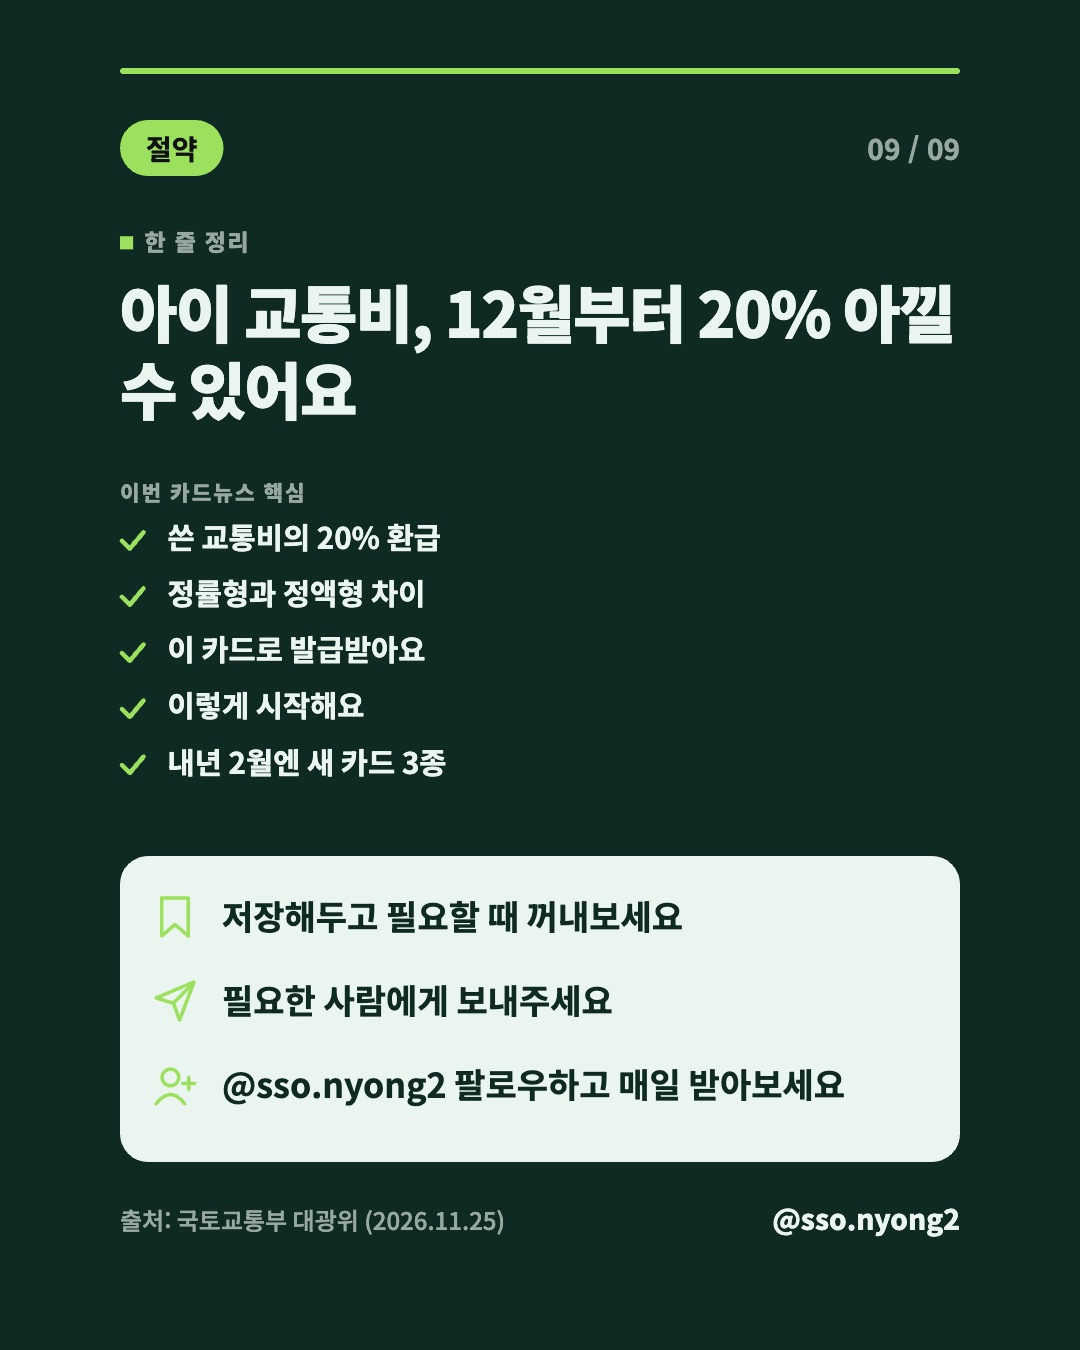 절약
09 / 09
한 줄 정리
아이 교통비, 12월부터 20% 아낄
수 있어요
이번 카드뉴스 핵심
쓴 교통비의 20% 환급
정률형과 정액형 차이
이 카드로 발급받아요
이렇게 시작해요
내년 2월엔 새 카드 3종
저장해두고 필요할 때 꺼내보세요
필요한 사람에게 보내주세요
@sso.nyong2 팔로우하고 매일 받아보세요
출처: 국토교통부 대광위 (2026.11.25)
@sso.nyong2